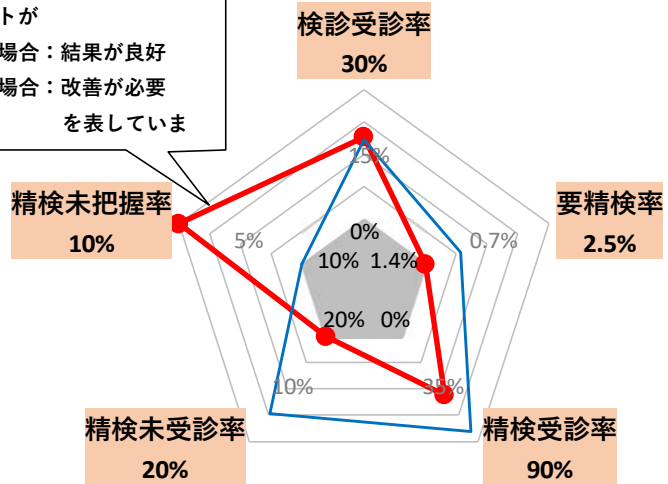 トが
場合：結果が良好
場合：改善が必要
を表していま
検診受診率
30%
15%
精検未把握率
10%
5%
要精検率
2.5%
0.7%
0%
10%
1.4%
20%
0%
10%
35%
精検未受診率
20%
精検受診率
90%